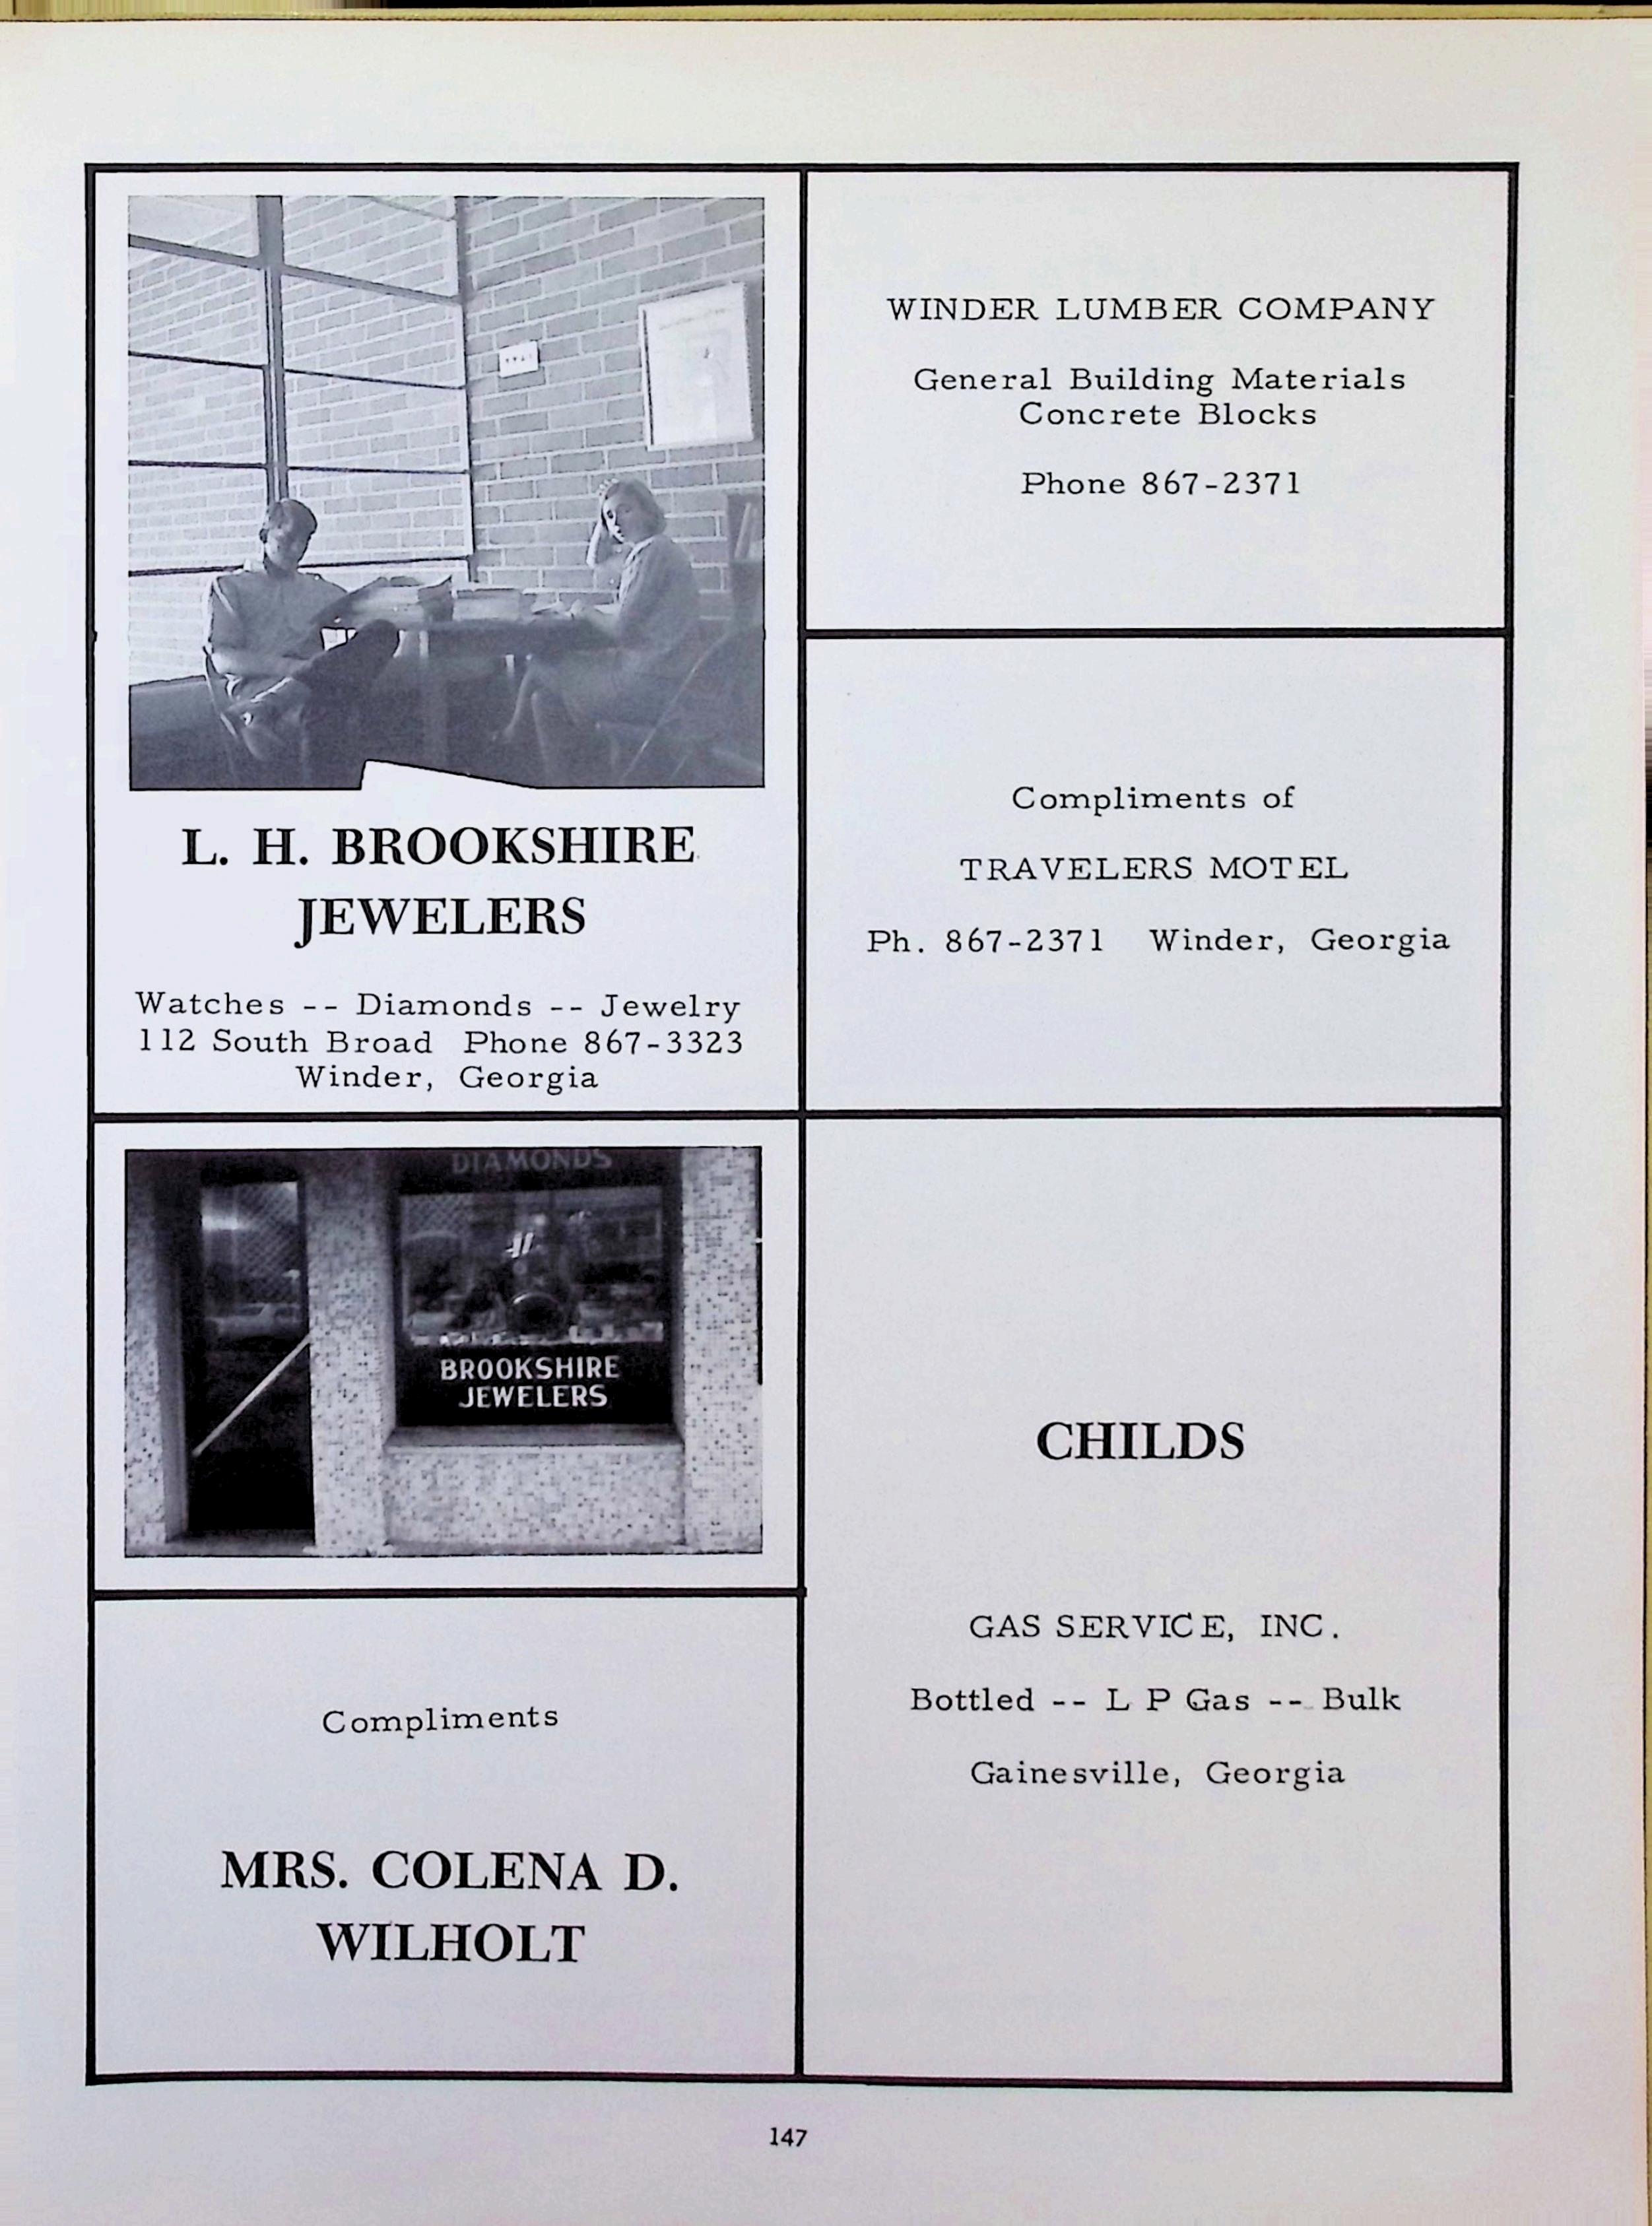 L. H. BROOKSHIRE
JEWELERS
Watches -- Diamonds -- Jewelry
112 South Broad Phone 867-3323
Winder, Georgia
DIAMONDS
BROOKSHIRE
JEWELERS
Compliments
MRS. COLENA D.
WILHOLT
WINDER LUMBER COMPANY
General Building Materials
Concrete Blocks
Phone 867-2371
Compliments of
TRAVELERS MOTEL
Ph. 867-2371 Winder, Georgia
CHILDS
GAS SERVICE, INC.
Bottled -- L P Gas -- Bulk
Gainesville, Georgia
147